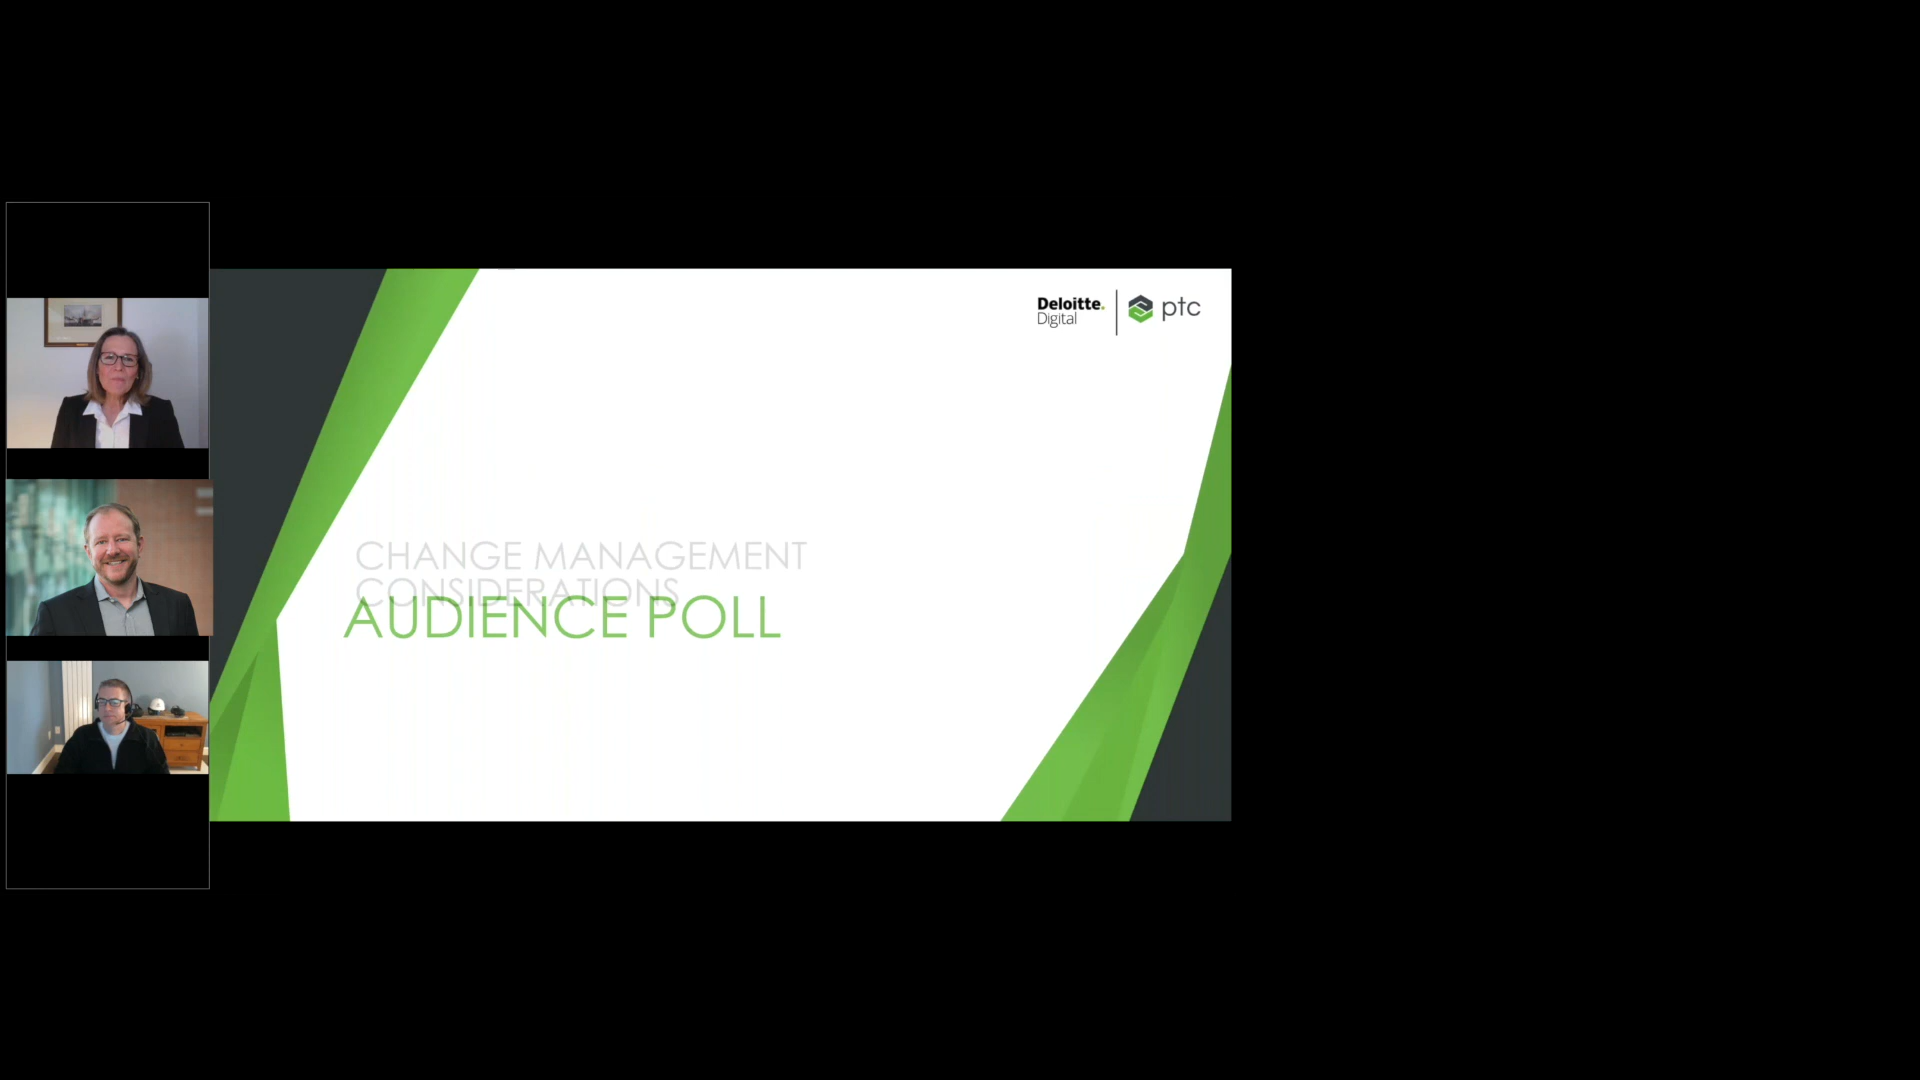 Deloitte.
Digital
ptc
CHANGE MANAGEMENT
CONSIDERATIONS
AUDIENCE POLL